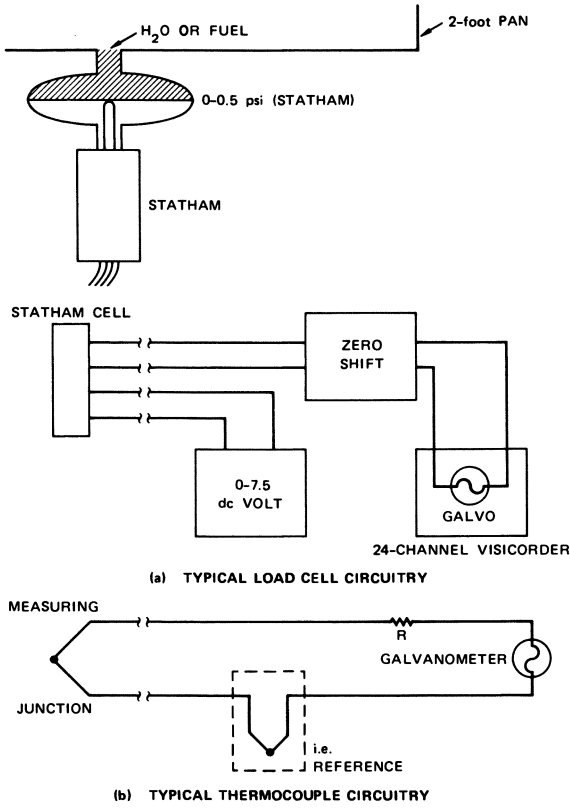 H2O OR FUEL
2-foot PAN
0-0.5 psi (STATHAM)
STATHAM
STATHAM CELL
ZERO
SHIFT
0-7.5
dc VOLT
GALVO
24-CHANNEL VISICORDER
(a) TYPICAL LOAD CELL CIRCUITRY
MEASURING
R
GALVANOMETER
JUNCTION
i.e.
REFERENCE
(b) TYPICAL THERMOCOUPLE CIRCUITRY